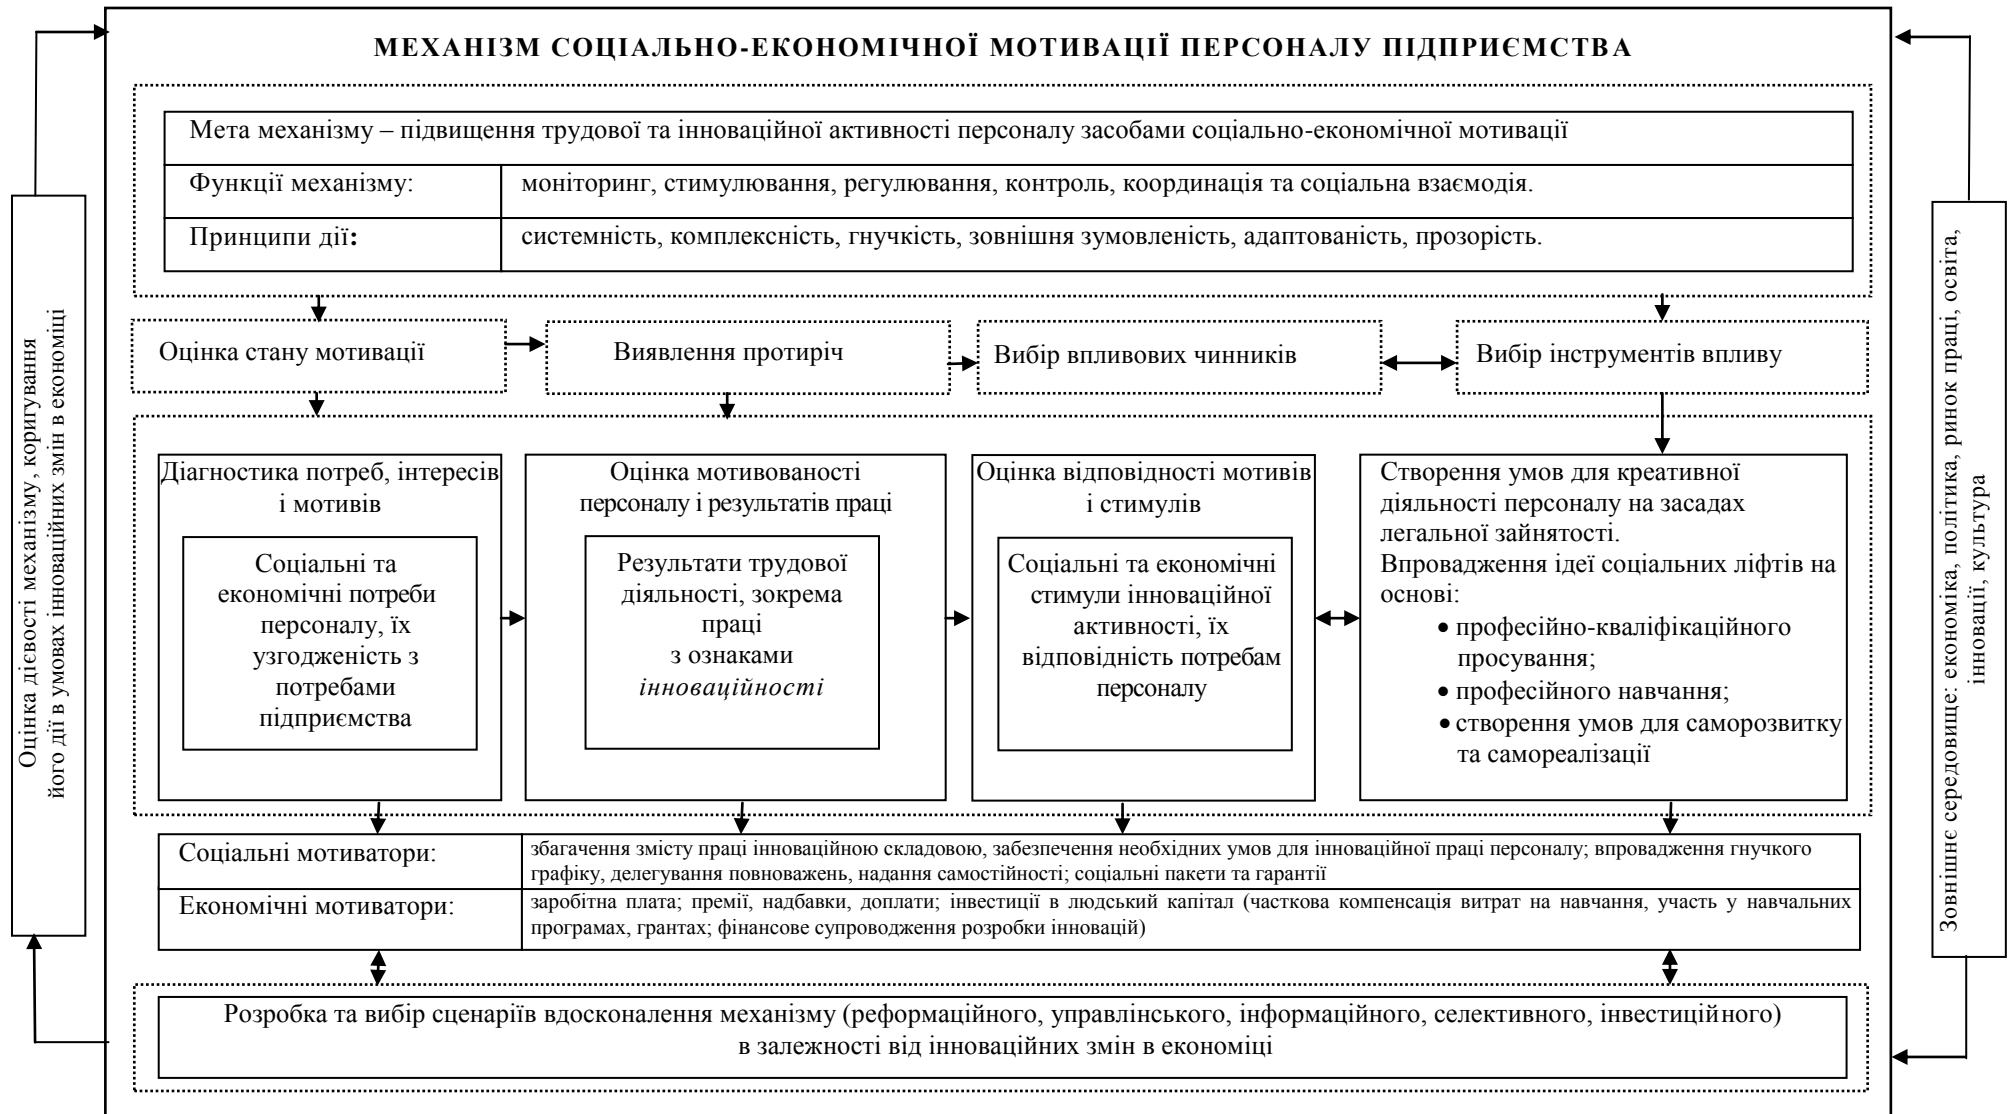 МЕХАНІЗМ СОЦІАЛЬНО-ЕКОНОМІЧНОЇ МОТИВАЦІЇ ПЕРСОНАЛУ ПІДПРИЄМСТВА
Мета механізму – підвищення трудової та інноваційної активності персоналу засобами соціально-економічної мотивації
Функції механізму:
моніторинг, стимулювання, регулювання, контроль, координація та соціальна взаємодія.
Принципи дії:
системність, комплексність, гнучкість, зовнішня зумовленість, адаптованість, прозорість.
Оцінка стану мотивації
Виявлення протиріч
Вибір впливових чинників
Вибір інструментів впливу
Діагностика потреб, інтересів
і мотивів
Соціальні та
економічні потреби
персоналу, їх
узгодженість з
потребами
підприємства
Оцінка мотивованості
персоналу і результатів праці
Результати трудової
діяльності, зокрема
праці
з ознаками
інноваційності
Оцінка відповідності мотивів
і стимулів
Соціальні та економічні
стимули інноваційної
активності, їх
відповідність потребам
персоналу
Створення умов для креативної
діяльності персоналу на засадах
легальної зайнятості.
Впровадження ідеї соціальних ліфтів на
основі:
• професійно-кваліфікаційного
просування;
• професійного навчання;
• створення умов для саморозвитку
та самореалізації
Соціальні мотиватори:
збагачення змісту праці інноваційною складовою, забезпечення необхідних умов для інноваційної праці персоналу; впровадження гнучкого
графіку, делегування повноважень, надання самостійності; соціальні пакети та гарантії
Економічні мотиватори:
заробітна плата; премії, надбавки, доплати; інвестиції в людський капітал (часткова компенсація витрат на навчання, участь у навчальних
програмах, грантах; фінансове супроводження розробки інновацій)
Розробка та вибір сценаріїв вдосконалення механізму (реформаційного, управлінського, інформаційного, селективного, інвестиційного)
в залежності від інноваційних змін в економіці
Оцінка дієвості механізму, коригування
його дії в умовах інноваційних змін в економіці
Зовнішнє середовище: економіка, політика, ринок праці, освіта,
інновації, культура